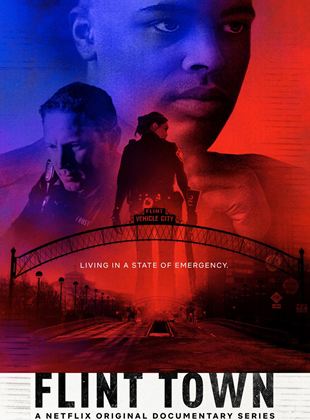 FLINT
VEHICLE CITY
LIVING IN A STATE OF EMERGENCY.
FLINT TOWN
A NETFLIX ORIGINAL DOCUMENTARY SERIES